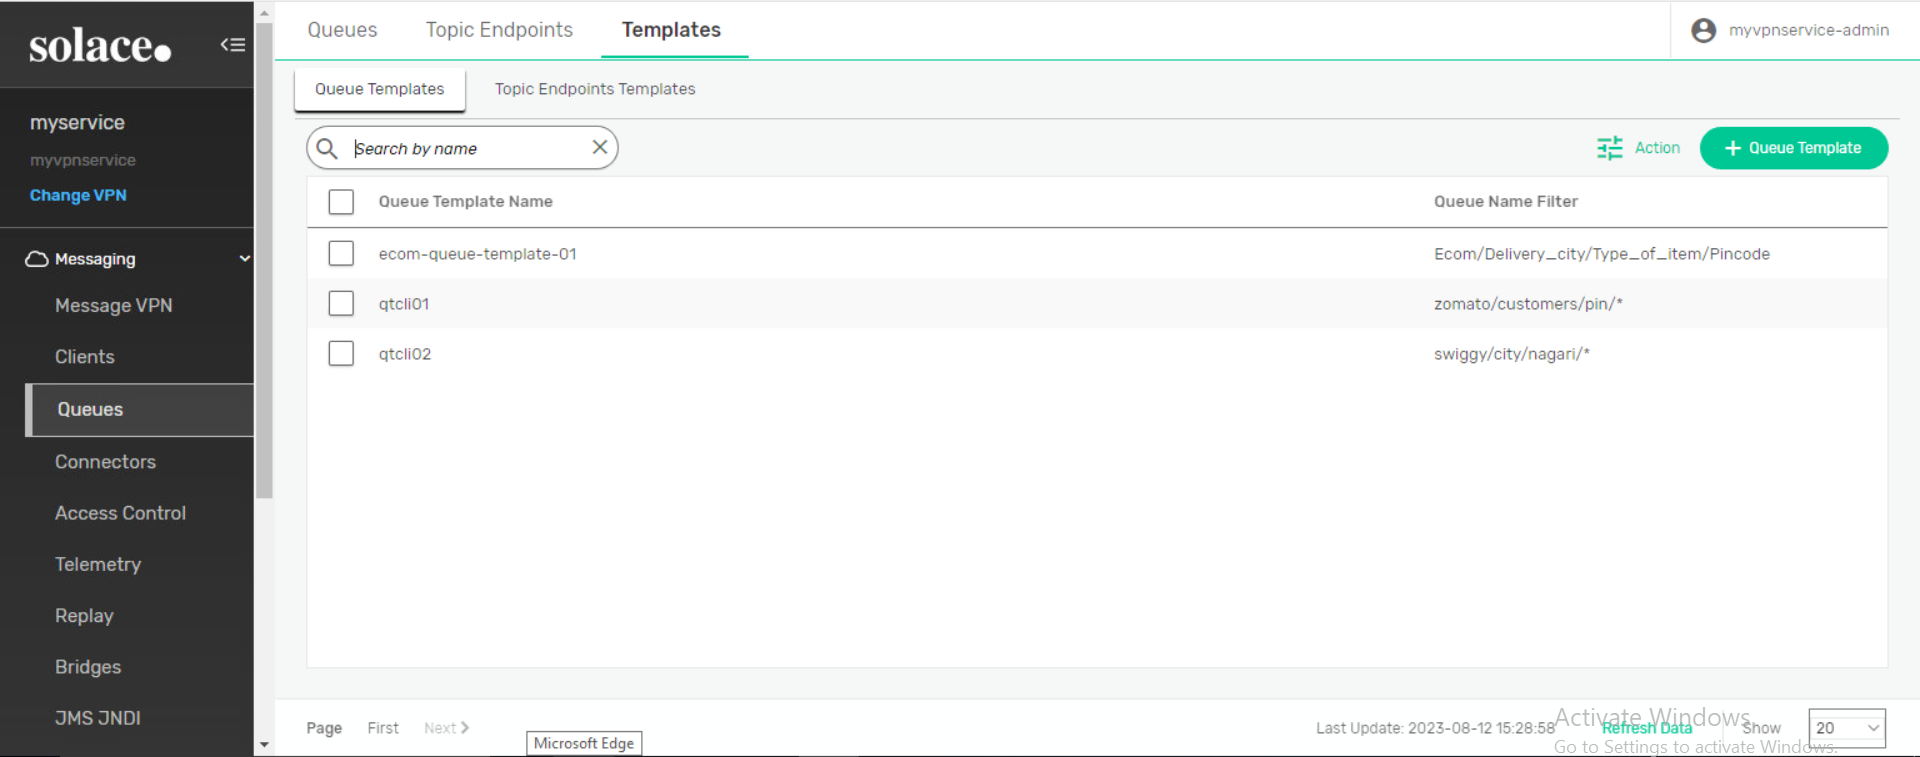 solace.
myservice
myvpnservice
Change VPN
Messaging
Message VPN
Clients
Queues
Connectors
Access Control
Telemetry
Replay
Bridges
JMS JNDI
Queues Topic Endpoints Templates
myvpnservice-admin
Queue Templates Topic Endpoints Templates
Search by name
Action
+ Queue Template
Queue Template Name Queue Name Filter
ecom-queue-template-01 Ecom/Delivery_city/Type_of_item/Pincode
qtcli01 zomato/customers/pin/*
qtcli02 swiggy/city/nagari/*
Page First Next
Microsoft Edge
Last Update: 2023-08-12 15:28:58 Refresh Data Show 20
Activate Windows
Go to Settings to activate Windows.